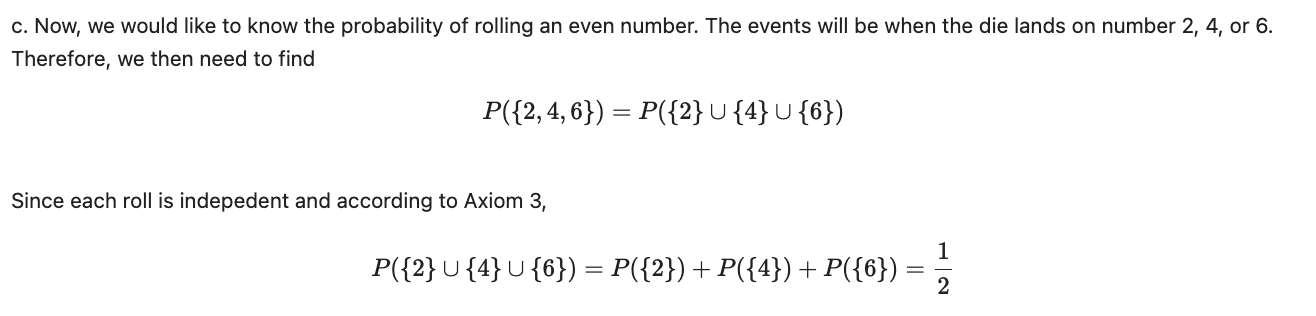 c. Now, we would like to know the probability of rolling an even number. The events will be when the die lands on number 2, 4, or 6.
Therefore, we then need to find
P({2, 4, 6}) = P({2} ∪ {4} ∪ {6})
Since each roll is indepedent and according to Axiom 3,
P({2} ∪ {4} ∪ {6}) = P({2}) + P({4}) + P({6}) = 1/2